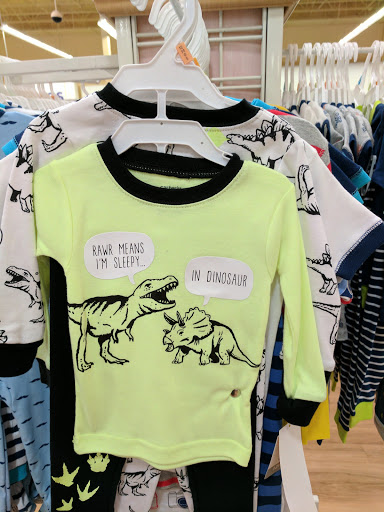 RAWR MEANS
I'M SLEEPY...
IN DINOSAUR